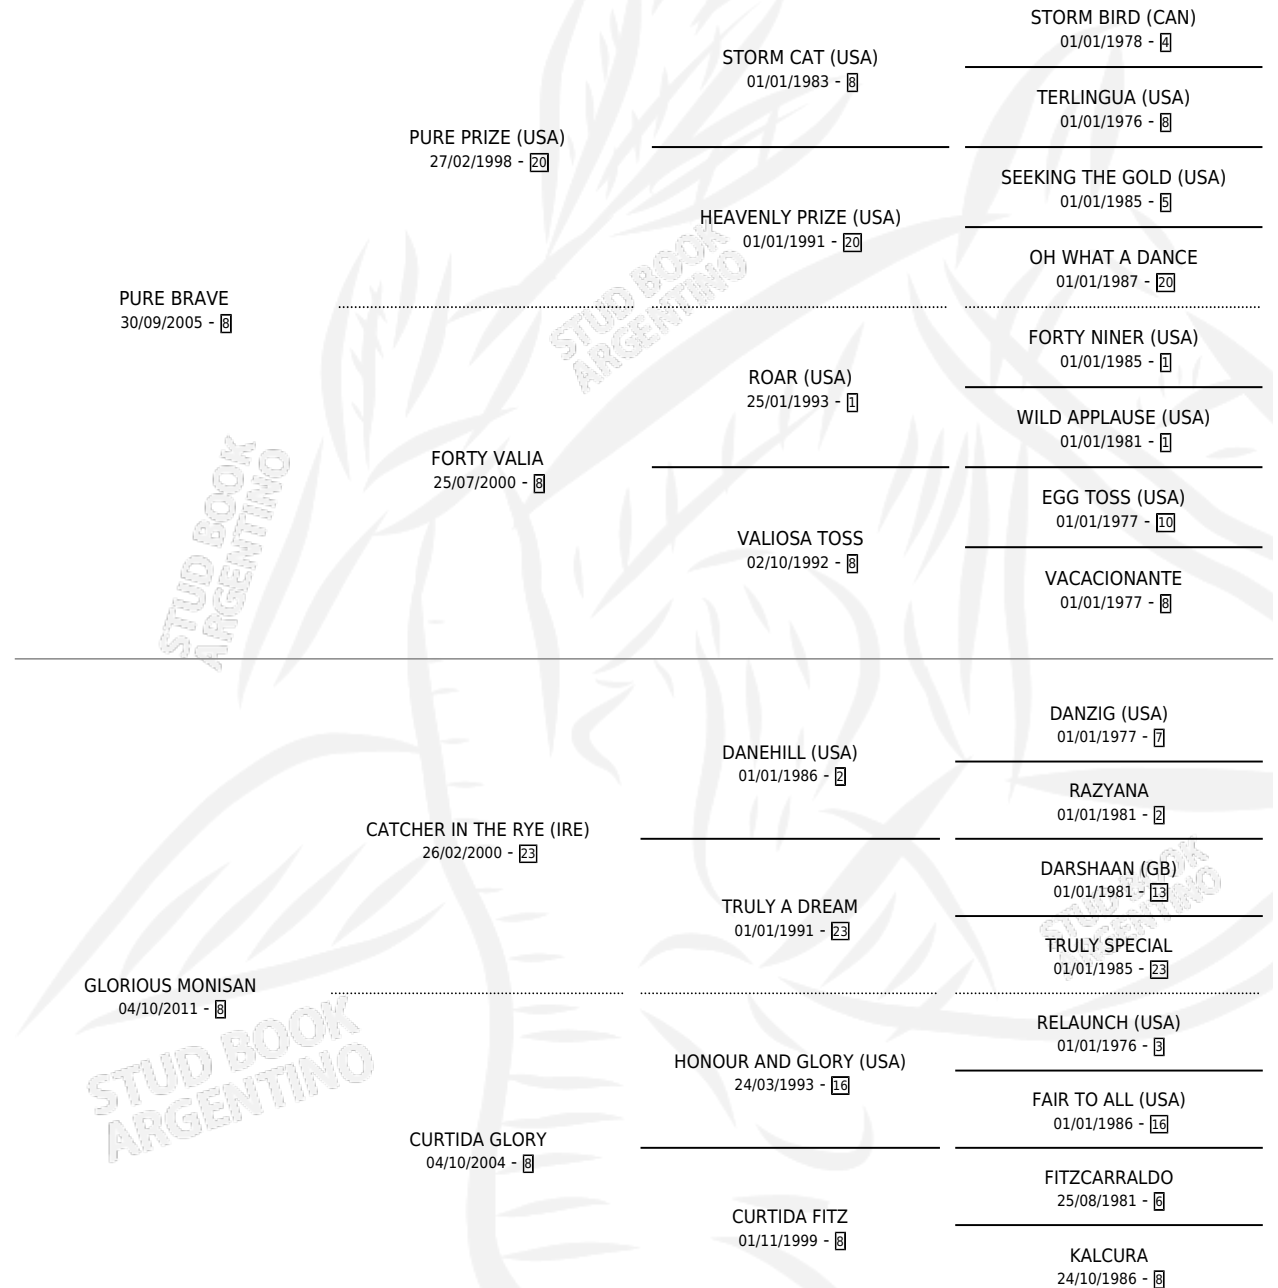 STORM BIRD (CAN)
01/01/1978 - 4
STORM CAT (USA)
01/01/1983 - 8
TERLINGUA (USA)
01/01/1976 - 8
PURE PRIZE (USA)
27/02/1998 - 20
SEEKING THE GOLD (USA)
01/01/1985 - 5
HEAVENLY PRIZE (USA)
01/01/1991 - 20
OH WHAT A DANCE
01/01/1987 - 20
PURE BRAVE
30/09/2005 - 8
STUD BOOK
ARGENTINO
FORTY NINER (USA)
01/01/1985 - 1
ROAR (USA)
25/01/1993 - 1
WILD APPLAUSE (USA)
01/01/1981 - 1
FORTY VALIA
25/07/2000 - 8
EGG TOSS (USA)
01/01/1977 - 10
VALIOSA TOSS
02/10/1992 - 8
VACACIONANTE
01/01/1977 - 8
STUD BOOK
ARGENTINO
DANZIG (USA)
01/01/1977 - 7
DANEHILL (USA)
01/01/1986 - 2
RAZYANA
01/01/1981 - 2
CATCHER IN THE RYE (IRE)
26/02/2000 - 23
DARSHAAN (GB)
01/01/1981 - 13
TRULY A DREAM
01/01/1991 - 23
STUD BOOK
ARGENTINO
TRULY SPECIAL
01/01/1985 - 23
GLORIOUS MONISAN
04/10/2011 - 8
STUD BOOK
ARGENTINO
RELAUNCH (USA)
01/01/1976 - 3
HONOUR AND GLORY (USA)
24/03/1993 - 16
FAIR TO ALL (USA)
01/01/1986 - 16
CURTIDA GLORY
04/10/2004 - 8
FITZCARRALDO
25/08/1981 - 6
CURTIDA FITZ
01/11/1999 - 8
KALCURA
24/10/1986 - 8